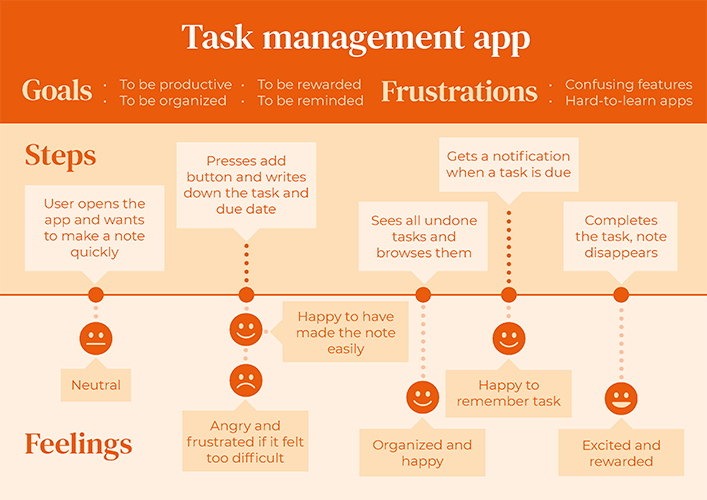 Task management app
Goals
· To be productive
· To be organized
· To be rewarded
· To be reminded
Frustrations
· Confusing features
· Hard-to-learn apps
Steps
User opens the
app and wants
to make a note
quickly
Presses add
button and writes
down the task and
due date
Sees all undone
tasks and
browses them
Gets a notification
when a task is due
Completes
the task, note
disappears
Feelings
Neutral
Happy to have
made the note
easily
Angry and
frustrated if it felt
too difficult
Organized and
happy
Happy to
remember task
Excited and
rewarded